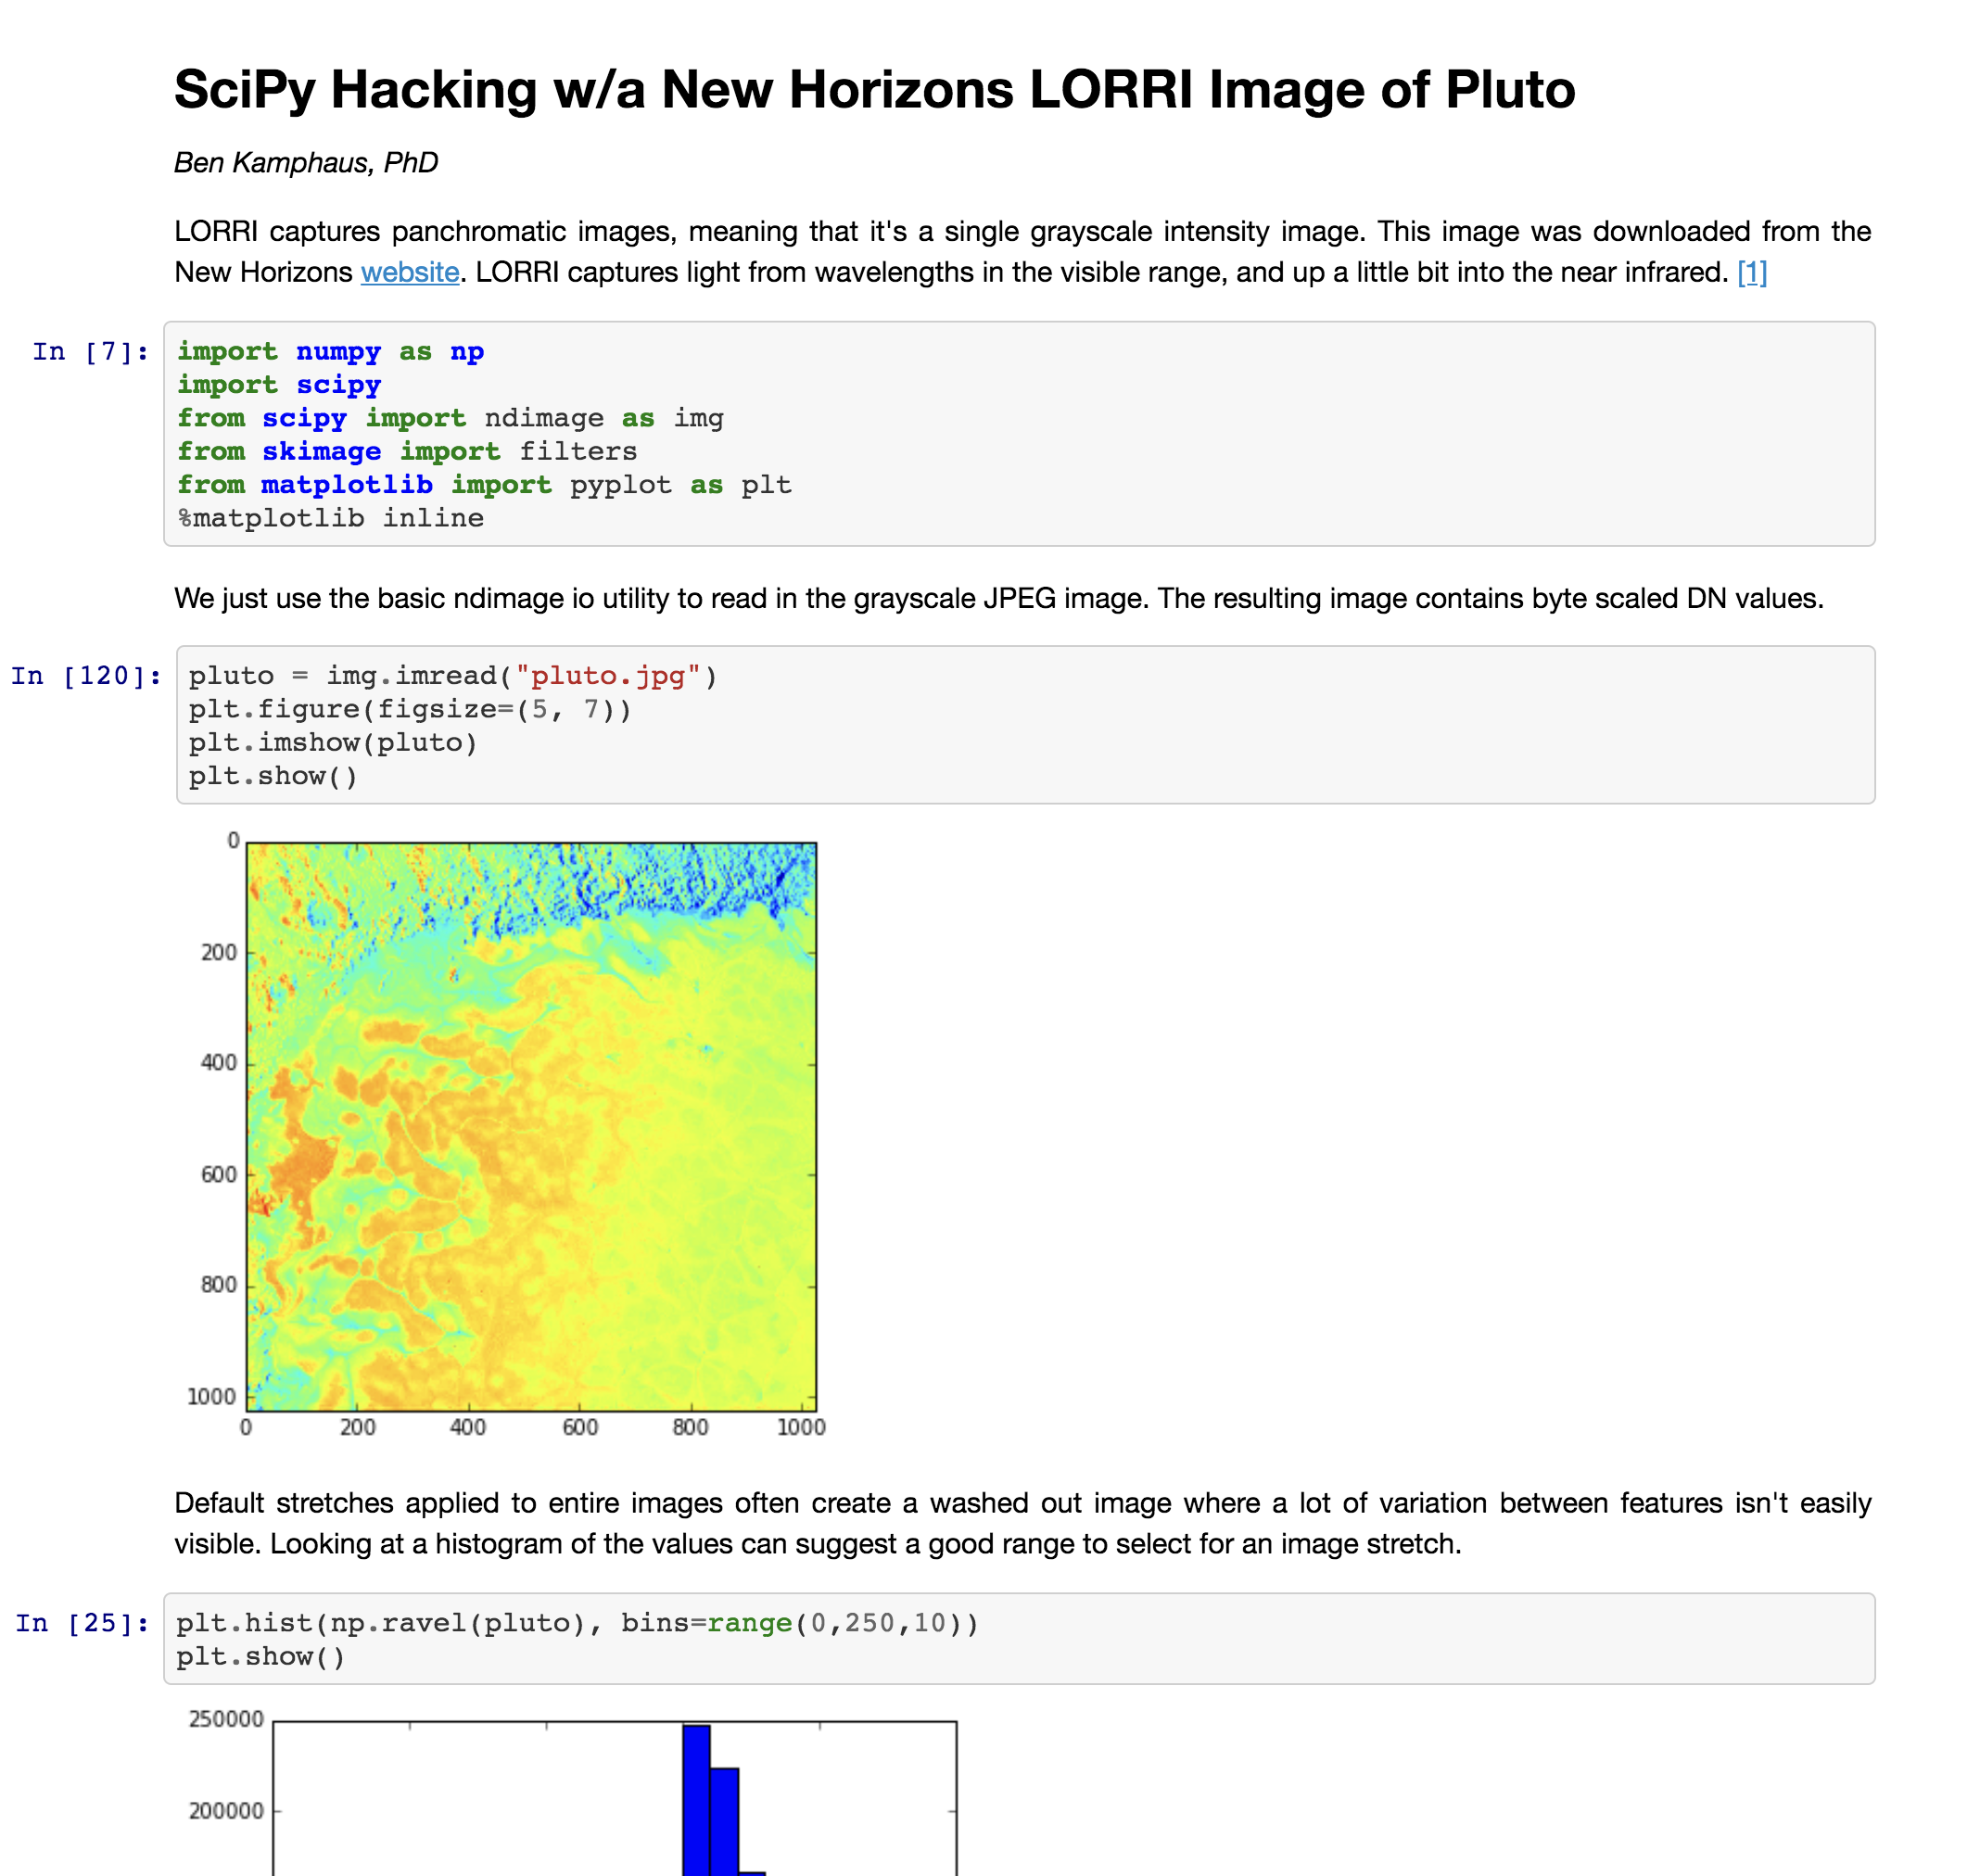 SciPy Hacking w/a New Horizons LORRI Image of Pluto
Ben Kamphaus, PhD
LORRI captures panchromatic images, meaning that it's a single grayscale intensity image. This image was downloaded from the
New Horizons website. LORRI captures light from wavelengths in the visible range, and up a little bit into the near infrared. [1]
In [7]:
import numpy as np
import scipy
from scipy import ndimage as img
from skimage import filters
from matplotlib import pyplot as plt
%matplotlib inline
We just use the basic ndimage io utility to read in the grayscale JPEG image. The resulting image contains byte scaled DN values.
In [120]:
pluto = img.imread("pluto.jpg")
plt.figure(figsize=(5, 7))
plt.imshow(pluto)
plt.show()
0
200
400
600
800
1000
0 200 400 600 800 1000
Default stretches applied to entire images often create a washed out image where a lot of variation between features isn't easily
visible. Looking at a histogram of the values can suggest a good range to select for an image stretch.
In [25]:
plt.hist(np.ravel(pluto), bins=range(0,250,10))
plt.show()
250000
200000